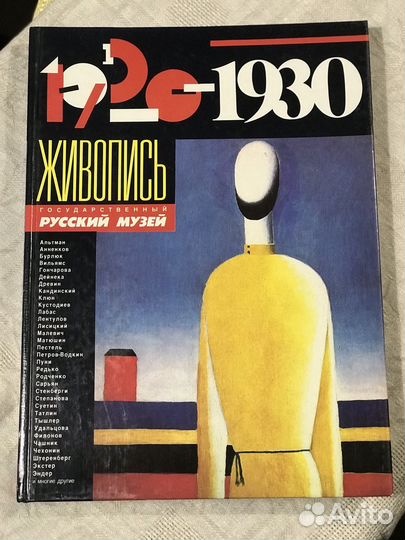 1920-1930
ЖИВОПИСЬ
ГОСУДАРСТВЕННЫЙ
РУССКИЙ МУЗЕЙ
Альтман
Анненков
Бурлюк
Вильямс
Гончарова
Дейнека
Древин
Кандинский
Клюн
Кустодиев
Лабас
Лентулов
Лисицкий
Малевич
Матюшин
Пестель
Петров-Водкин
Пуни
Редько
Родченко
Сарьян
Стенберги
Степанова
Суетин
Татлин
Тышлер
Удальцова
Филонов
Чашник
Чехонин
Штеренберг
Экстер
Эндер
и многие другие
Avito